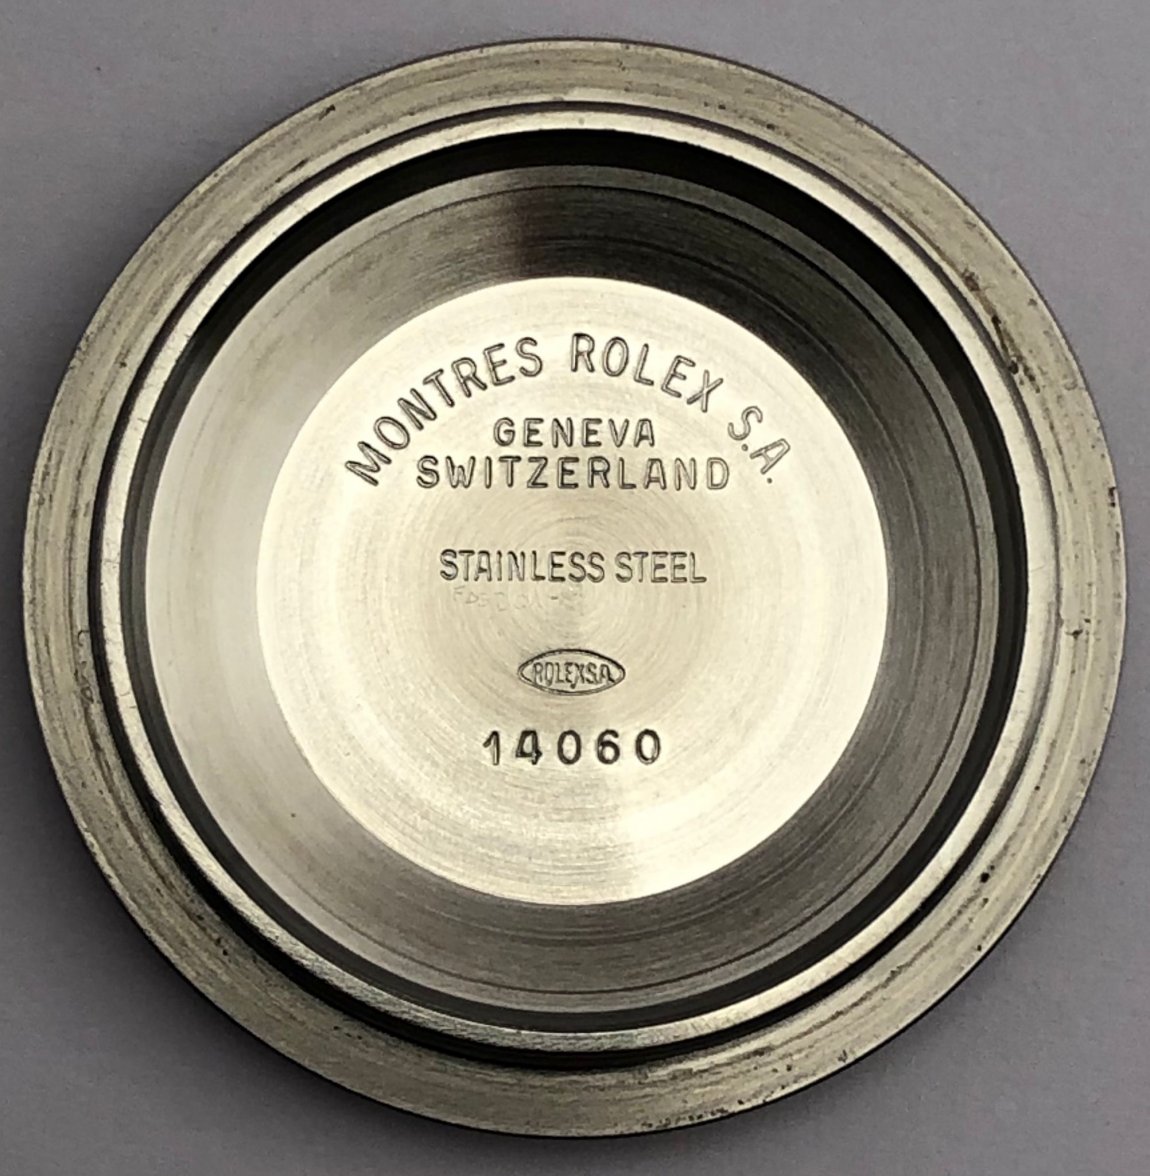 MONTRES ROLEX S.A.
GENEVA
SWITZERLAND
STAINLESS STEEL
ROLEX S.A.
14060